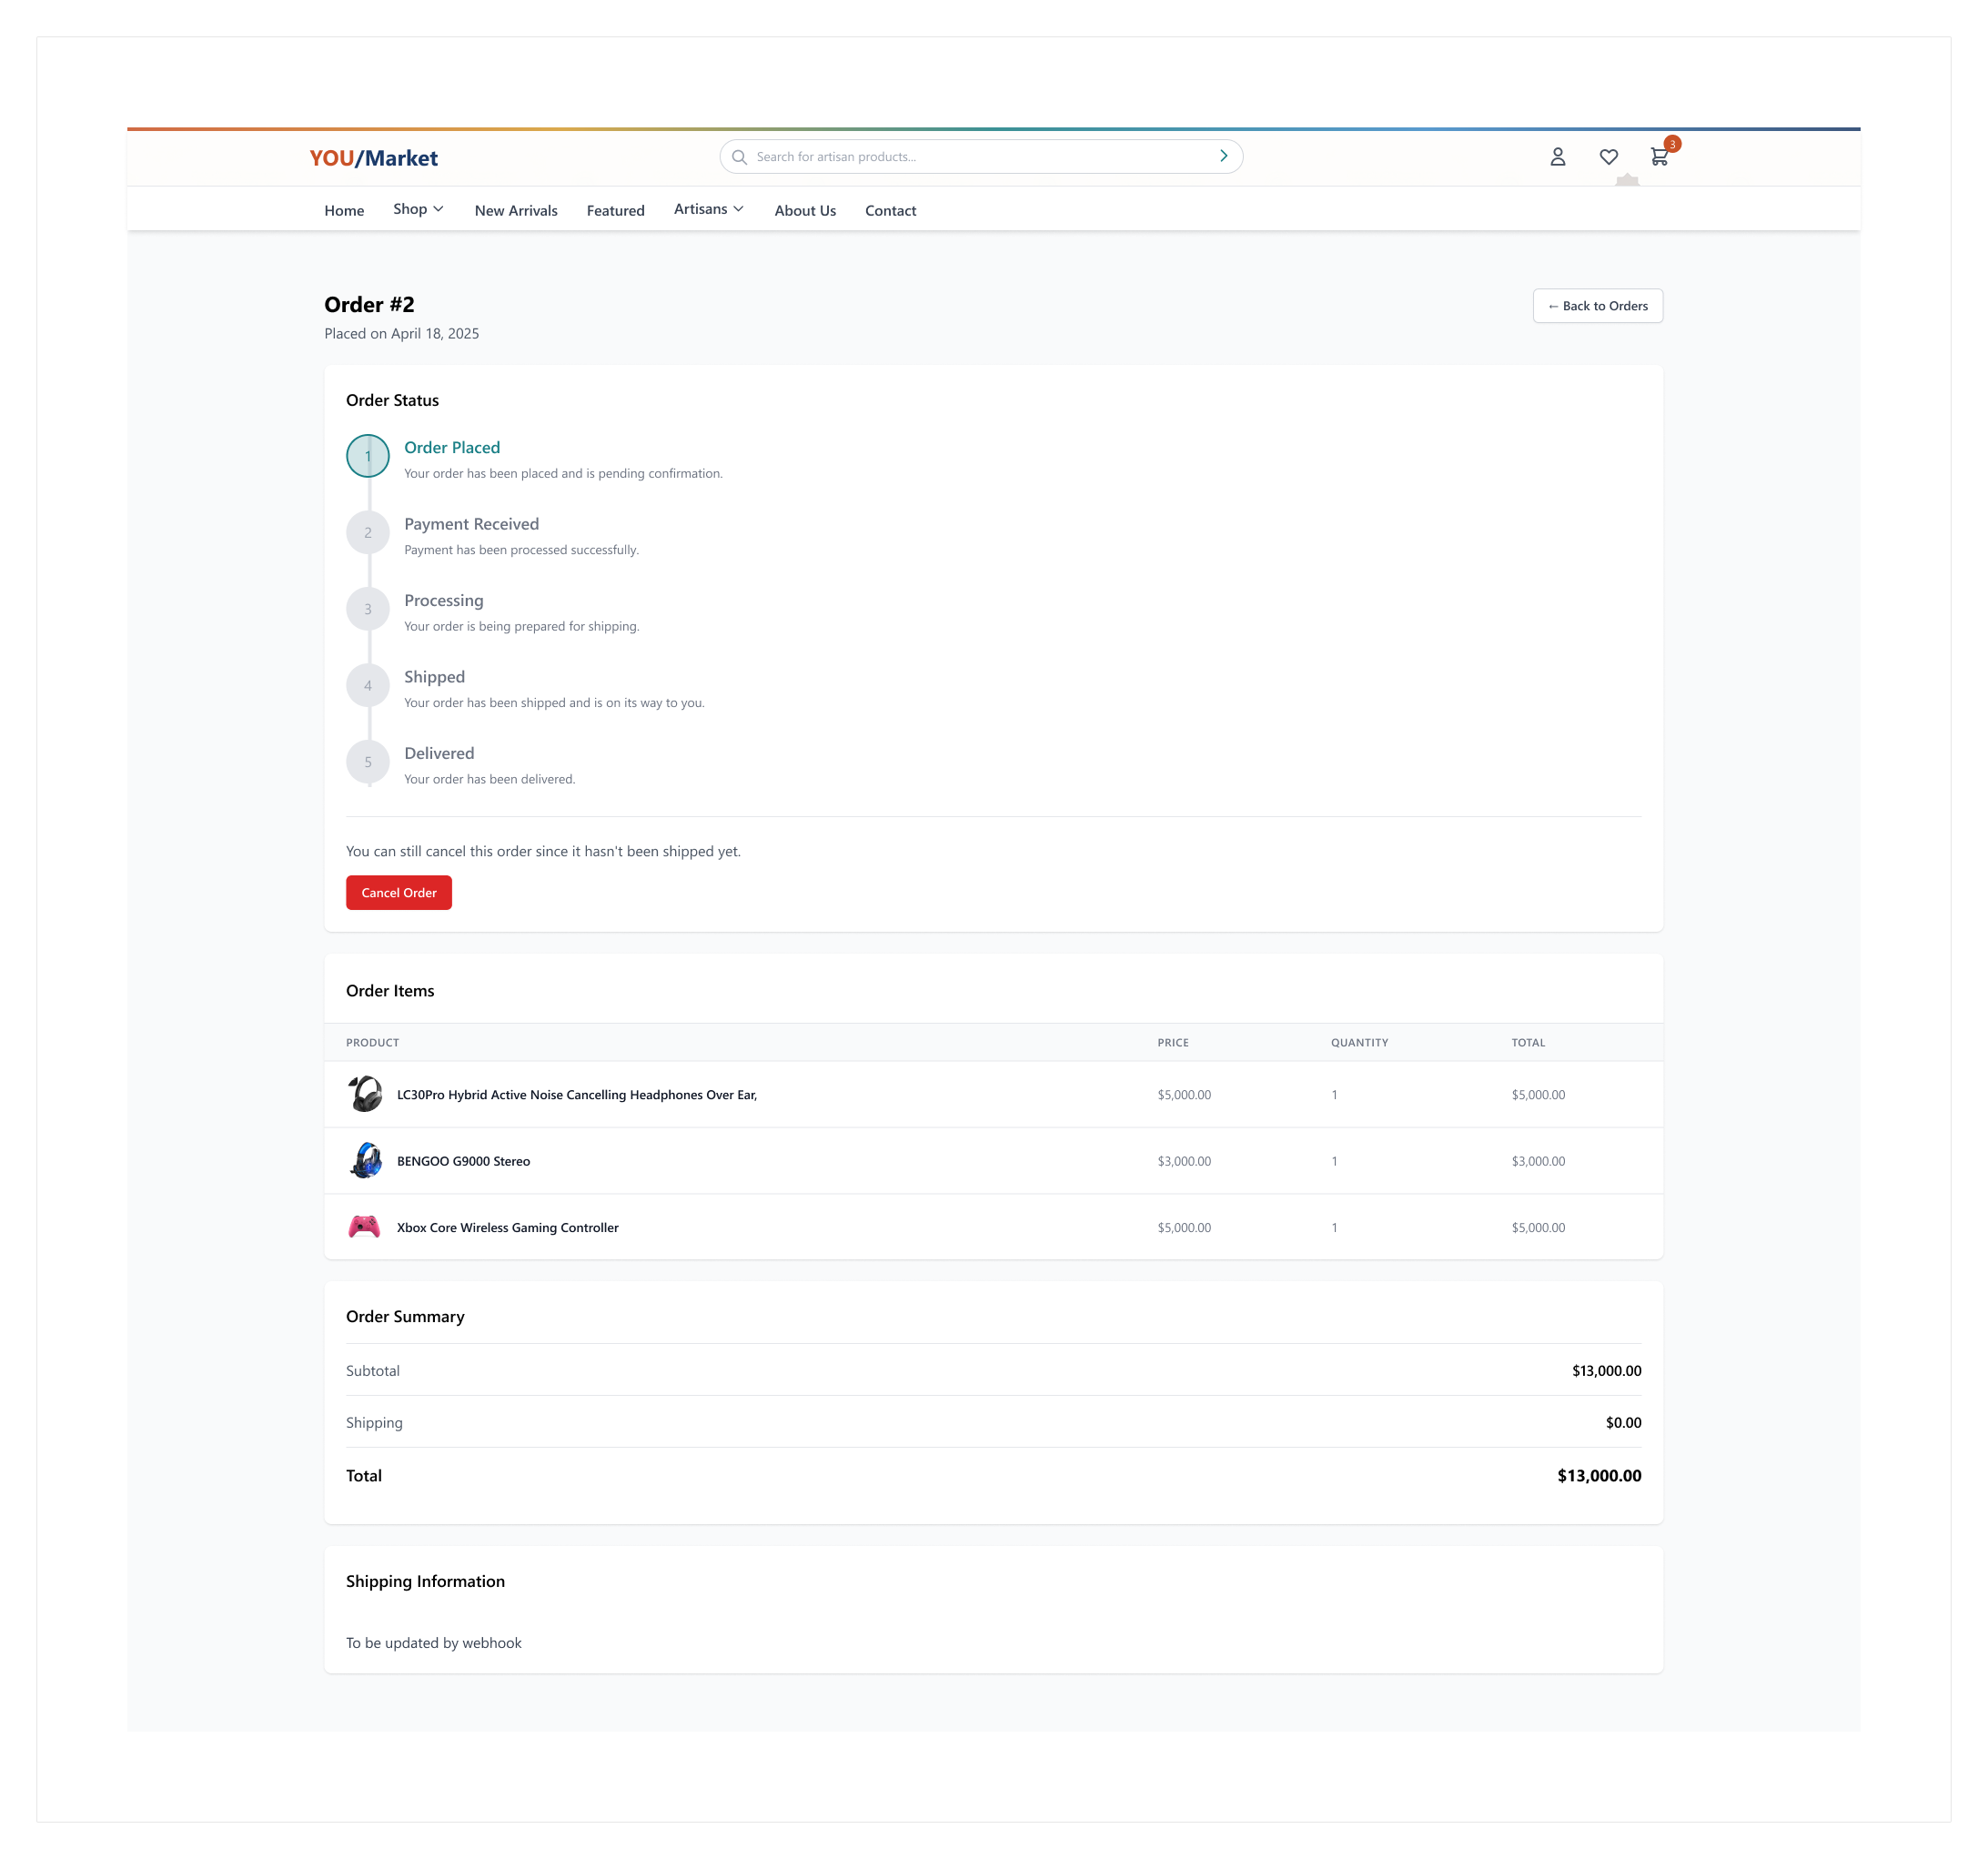 YOU/Market
Search for artisan products...
3
Home Shop New Arrivals Featured Artisans About Us Contact
Order #2
← Back to Orders
Placed on April 18, 2025
Order Status
1
Order Placed
Your order has been placed and is pending confirmation.
2
Payment Received
Payment has been processed successfully.
3
Processing
Your order is being prepared for shipping.
4
Shipped
Your order has been shipped and is on its way to you.
5
Delivered
Your order has been delivered.
You can still cancel this order since it hasn't been shipped yet.
Cancel Order
Order Items
PRODUCT PRICE QUANTITY TOTAL
LC30Pro Hybrid Active Noise Cancelling Headphones Over Ear, $5,000.00 1 $5,000.00
BENGOO G9000 Stereo $3,000.00 1 $3,000.00
Xbox Core Wireless Gaming Controller $5,000.00 1 $5,000.00
Order Summary
Subtotal $13,000.00
Shipping $0.00
Total $13,000.00
Shipping Information
To be updated by webhook